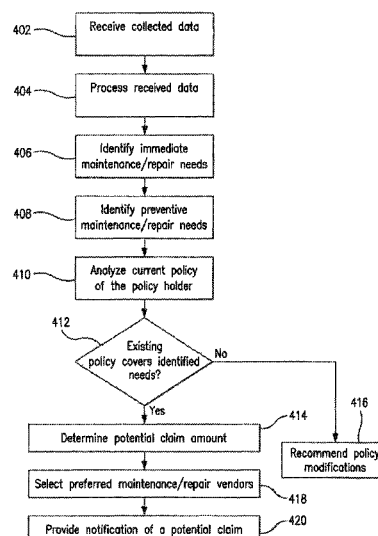 402
Receive collected data
404
Process received data
406
Identify immediate
maintenance/repair needs
408
Identify preventive
maintenance/repair needs
410
Analyze current policy
of the policy holder
412
Existing
policy covers identified
needs?
No
Yes
414
Determine potential claim amount
416
Recommend policy
modifications
Select preferred maintenance/repair vendors
418
Provide notification of a potential claim
420